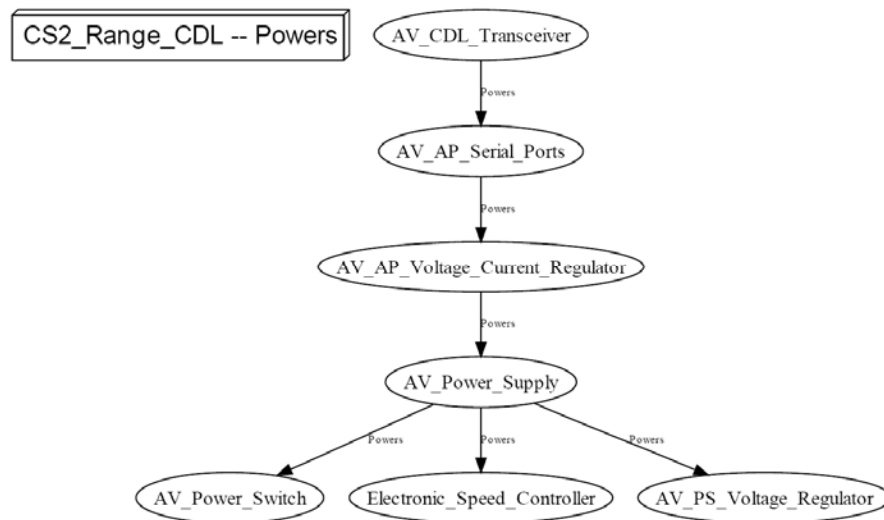 CS2_Range_CDL -- Powers
AV_CDL_Transceiver
Powers
AV_AP_Serial_Ports
Powers
AV_AP_Voltage_Current_Regulator
Powers
AV_Power_Supply
Powers
Powers
Powers
AV_Power_Switch
Electronic_Speed_Controller
AV_PS_Voltage_Regulator